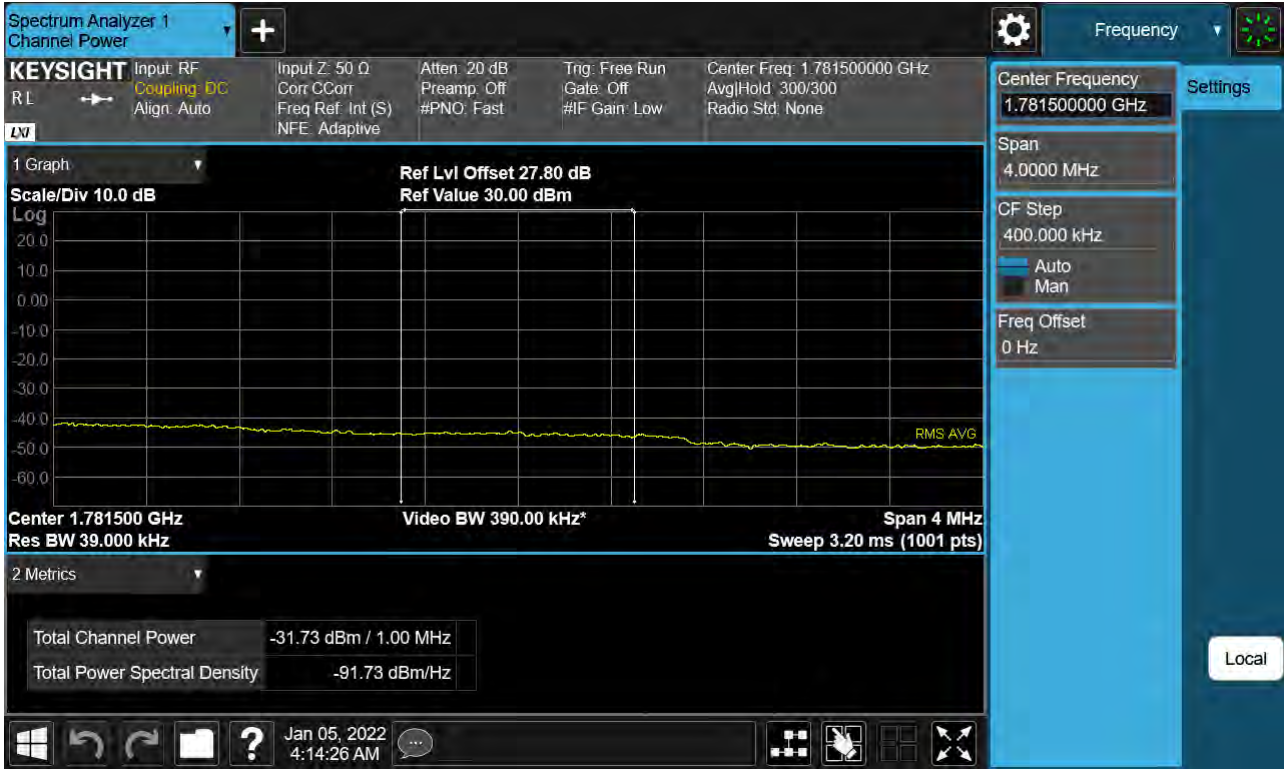 Spectrum Analyzer 1
Channel Power
+
Frequency
KEYSIGHT
RL
LXI
Input: RF
Coupling: DC
Align: Auto
Input Z: 50 Ω
Corr CCorr
Freq Ref: Int (S)
NFE: Adaptive
Atten: 20 dB
Preamp: Off
#PNO: Fast
Trig: Free Run
Gate: Off
#IF Gain: Low
Center Freq: 1.781500000 GHz
Avg|Hold: 300/300
Radio Std: None
Center Frequency
1.781500000 GHz
Settings
Span
4.0000 MHz
CF Step
400.000 kHz
Auto
Man
Freq Offset
0 Hz
Local
1 Graph
Scale/Div 10.0 dB
Ref Lvl Offset 27.80 dB
Ref Value 30.00 dBm
Log
20.0
10.0
0.00
-10.0
-20.0
-30.0
-40.0
-50.0
-60.0
RMS AVG
Center 1.781500 GHz
Video BW 390.00 kHz*
Span 4 MHz
Res BW 39.000 kHz
Sweep 3.20 ms (1001 pts)
2 Metrics
Total Channel Power -31.73 dBm / 1.00 MHz
Total Power Spectral Density -91.73 dBm/Hz
?
Jan 05, 2022
4:14:26 AM